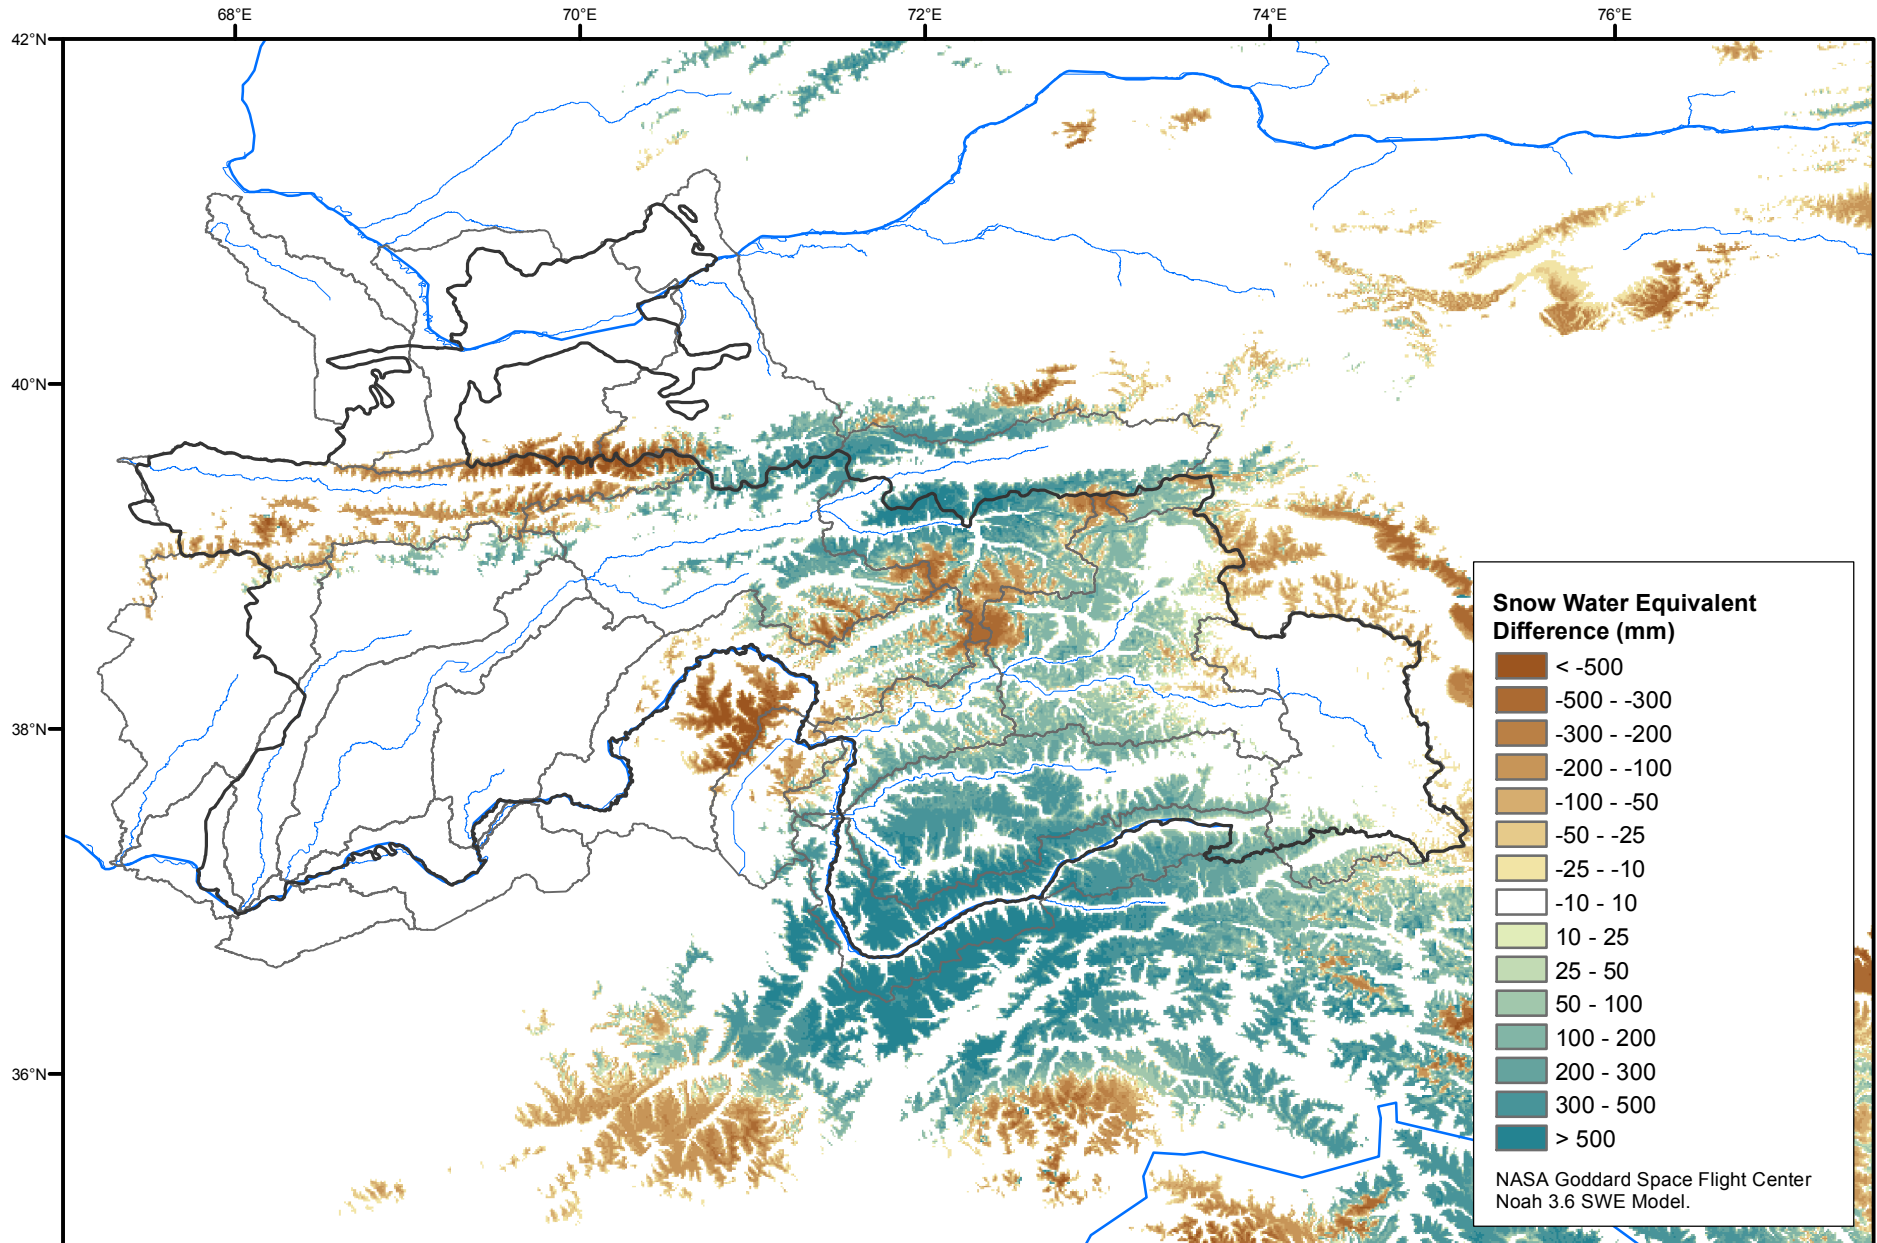 68°E
70°E
72°E
74°E
76°E
42°N
40°N
38°N
36°N
Snow Water Equivalent
Difference (mm)
< -500
-500 - -300
-300 - -200
-200 - -100
-100 - -50
-50 - -25
-25 - -10
-10 - 10
10 - 25
25 - 50
50 - 100
100 - 200
200 - 300
300 - 500
> 500
NASA Goddard Space Flight Center
Noah 3.6 SWE Model.